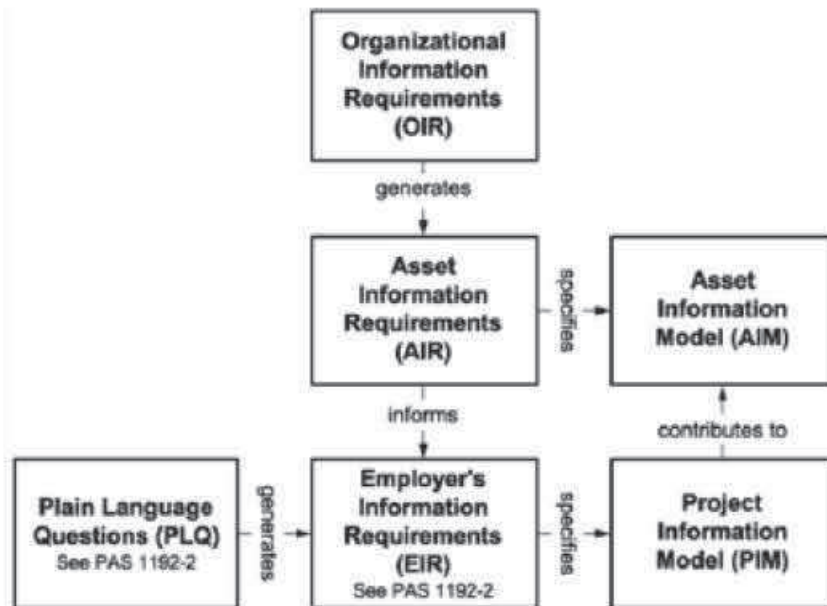 Organizational
Information
Requirements
(OIR)
generates
Asset
Information
Requirements
(AIR)
specifies
Asset
Information
Model (AIM)
informs
contributes to
Plain Language
Questions (PLQ)
See PAS 1192-2
generates
Employer's
Information
Requirements
(EIR)
See PAS 1192-2
specifies
Project
Information
Model (PIM)